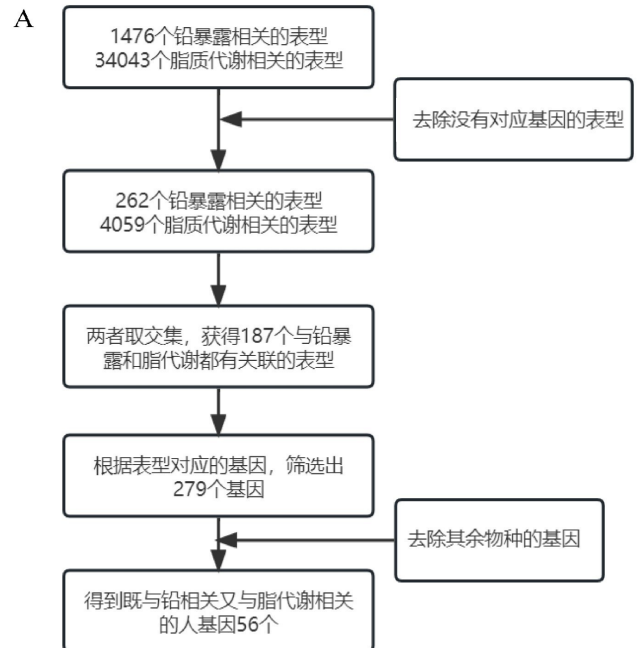 A
1476个铅暴露相关的表型
34043个脂质代谢相关的表型
去除没有对应基因的表型
262个铅暴露相关的表型
4059个脂质代谢相关的表型
两者取交集，获得187个与铅暴
露和脂代谢都有关联的表型
根据表型对应的基因，筛选出
279个基因
去除其余物种的基因
得到既与铅相关又与脂代谢相关
的人基因56个